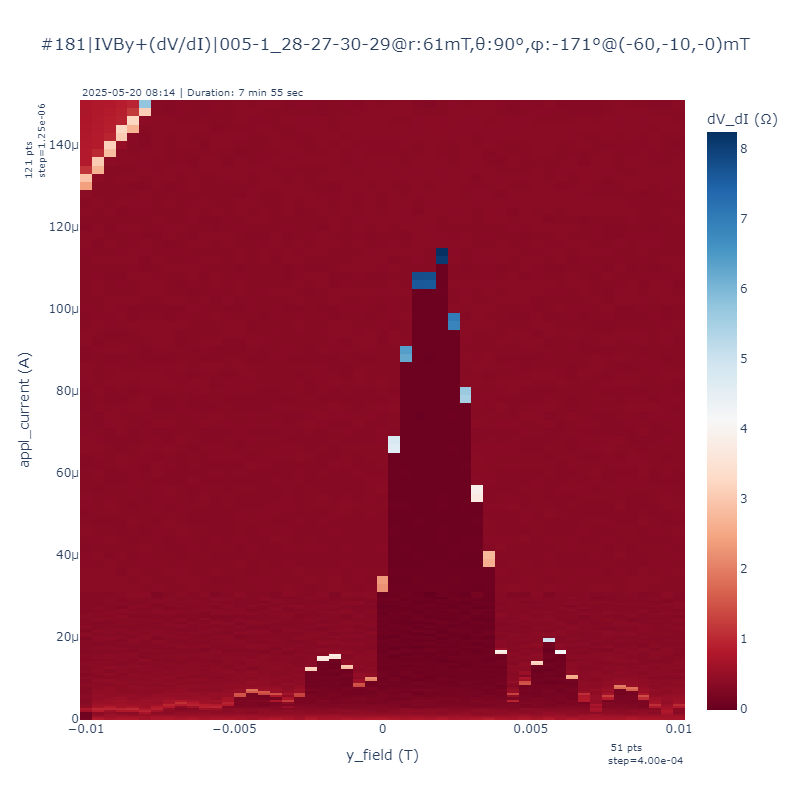 #181|IVBy+(dV/dI)|005-1_28-27-30-29@r:61mT,θ:90°,φ:-171°@(-60,-10,-0)mT
2025-05-20 08:14 | Duration: 7 min 55 sec
121 pts
step=1.25e-06
dV_dI (Ω)
140μ
120μ
100μ
80μ
60μ
40μ
20μ
0
appl_current (A)
−0.01
−0.005
0
0.005
0.01
y_field (T)
51 pts
step=4.00e-04
8
7
6
5
4
3
2
1
0